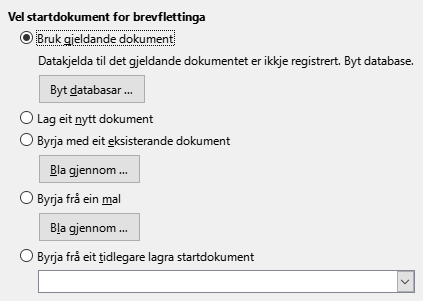 Vel startdokument for brevflettinga
Bruk gjeldande dokument
Datakjelda til det gjeldande dokumentet er ikkje registrert. Byt database.
Byt databasar ...
Lag eit nytt dokument
Byrja med eit eksisterande dokument
Bla gjennom ...
Byrja frå ein mal
Bla gjennom ...
Byrja frå eit tidlegare lagra startdokument